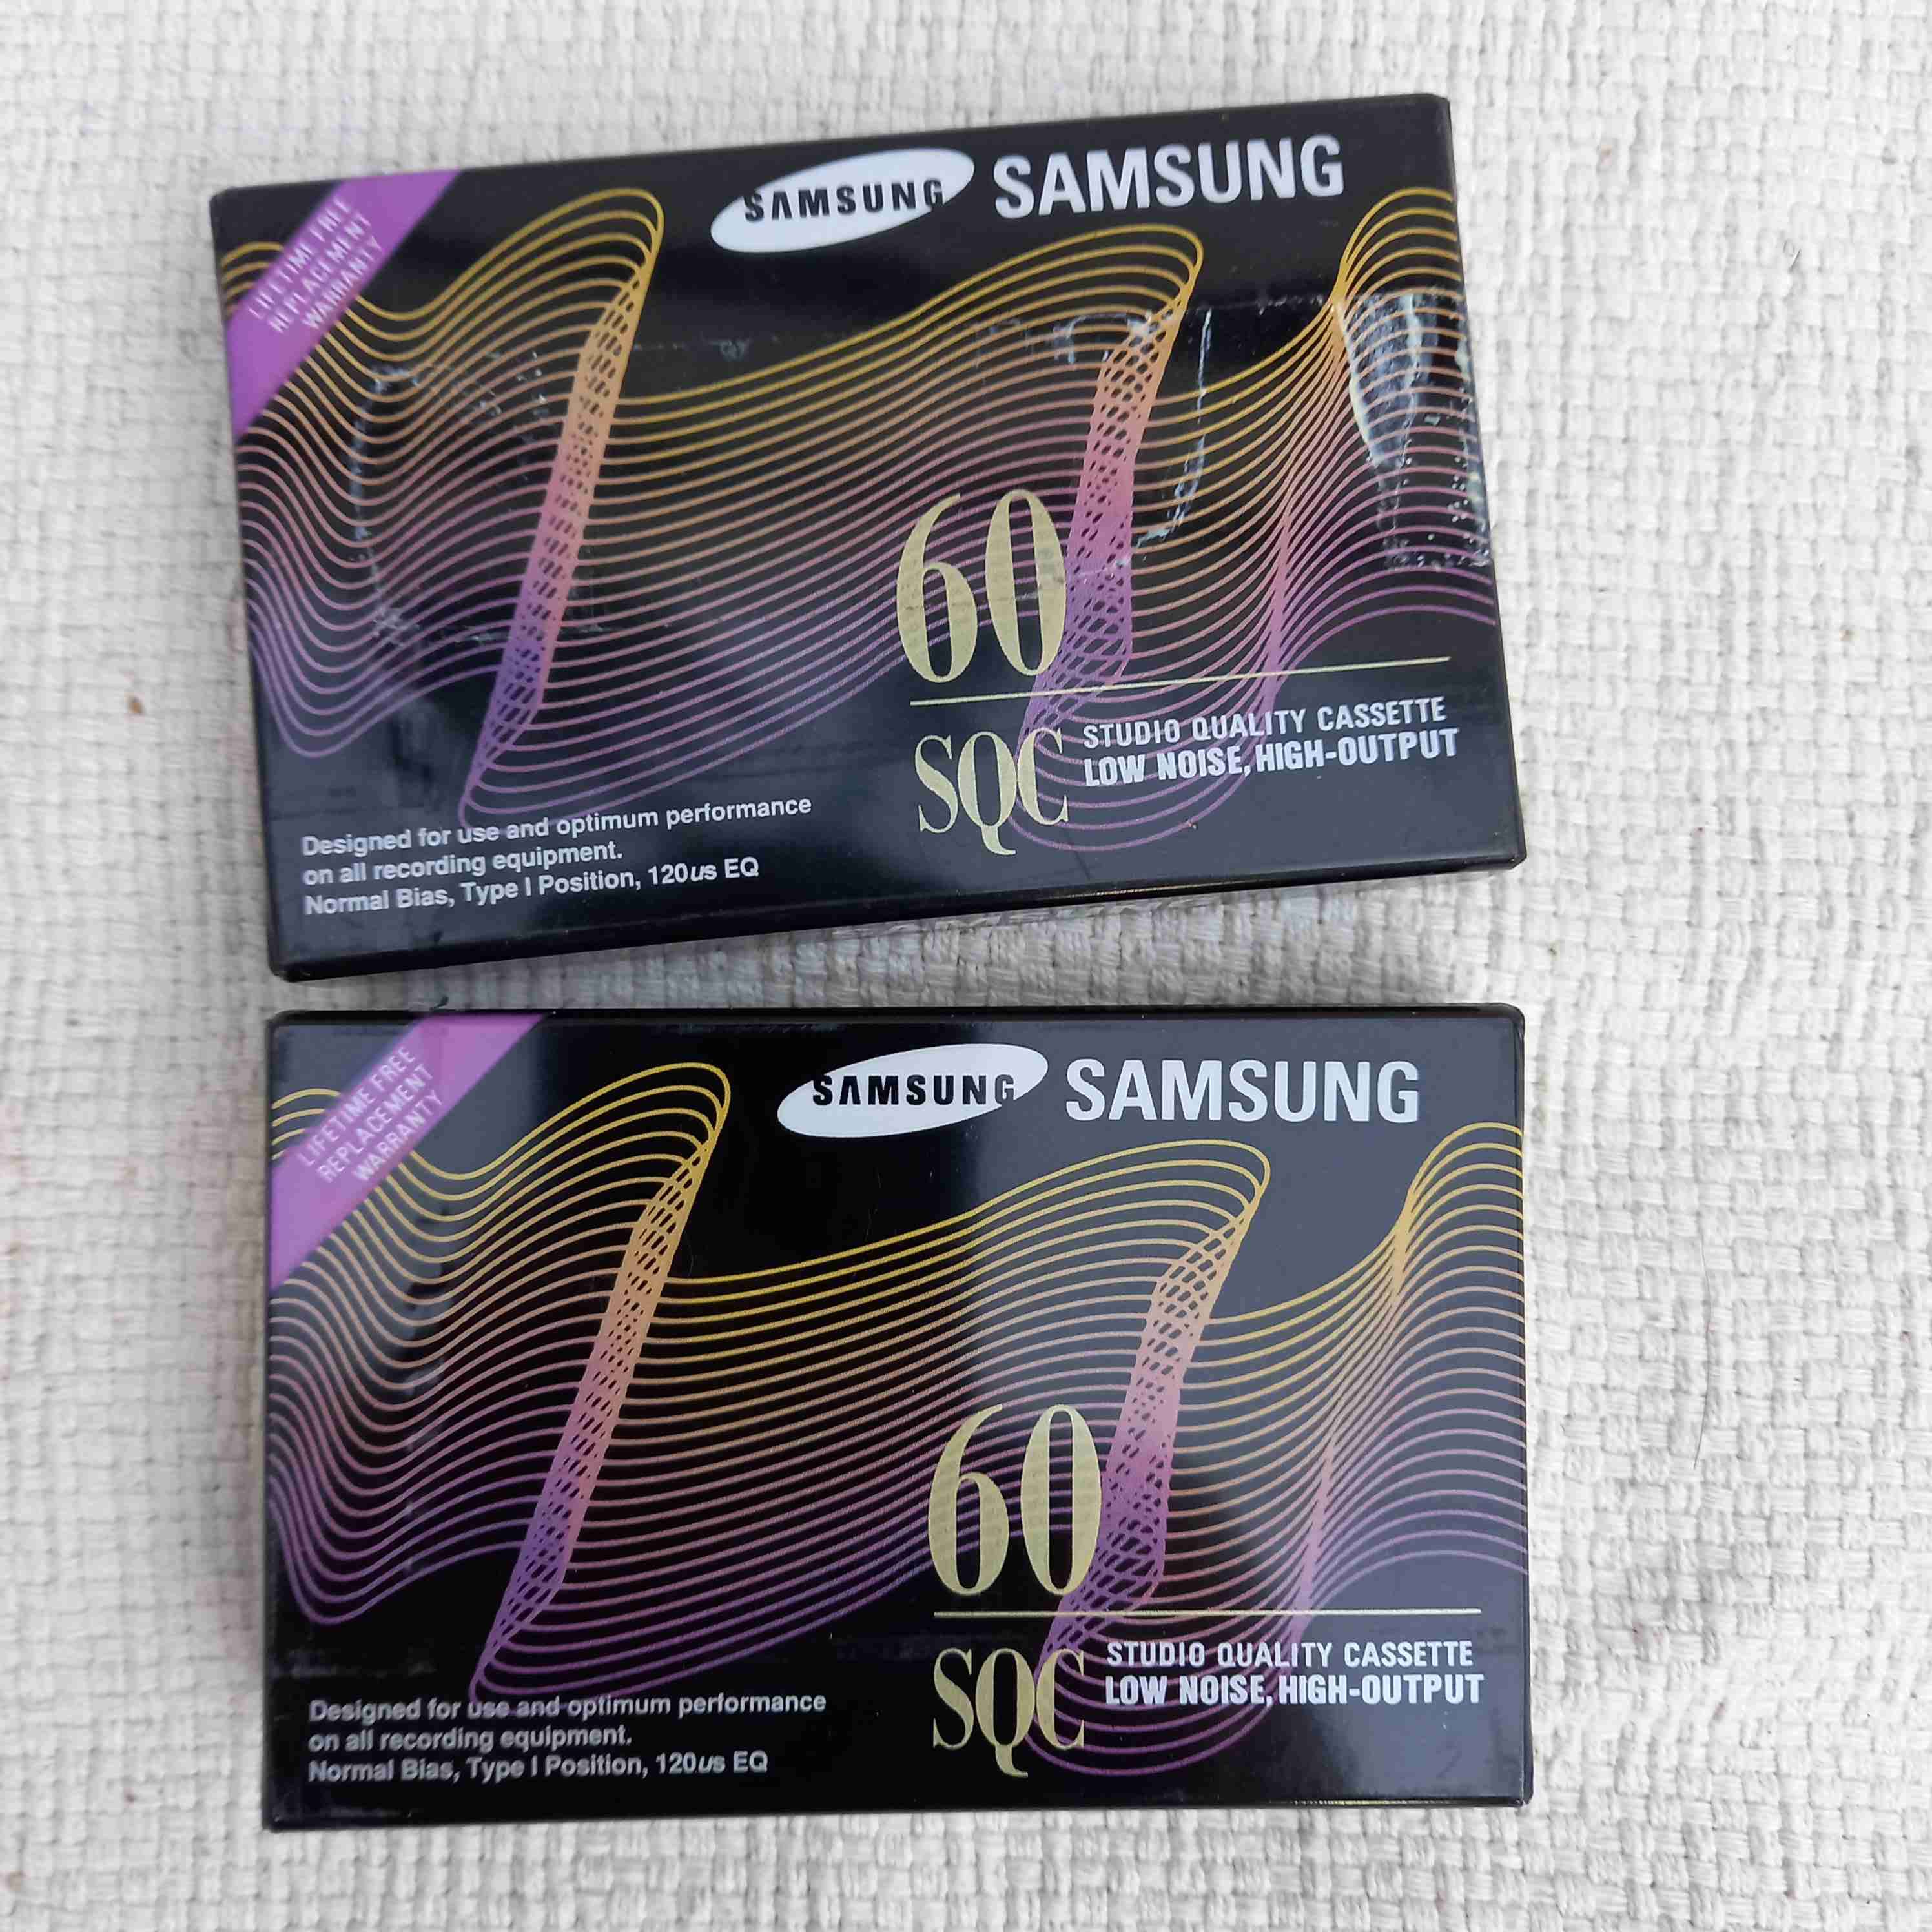 SAMSUNG SAMSUNG
LIFETIME FREE
REPLACEMENT
WARRANTY
60
SQC
STUDIO QUALITY CASSETTE
LOW NOISE, HIGH-OUTPUT
Designed for use and optimum performance
on all recording equipment.
Normal Bias, Type I Position, 120us EQ
SAMSUNG SAMSUNG
LIFETIME FREE
REPLACEMENT
WARRANTY
60
SQC
STUDIO QUALITY CASSETTE
LOW NOISE, HIGH-OUTPUT
Designed for use and optimum performance
on all recording equipment.
Normal Bias, Type I Position, 120us EQ